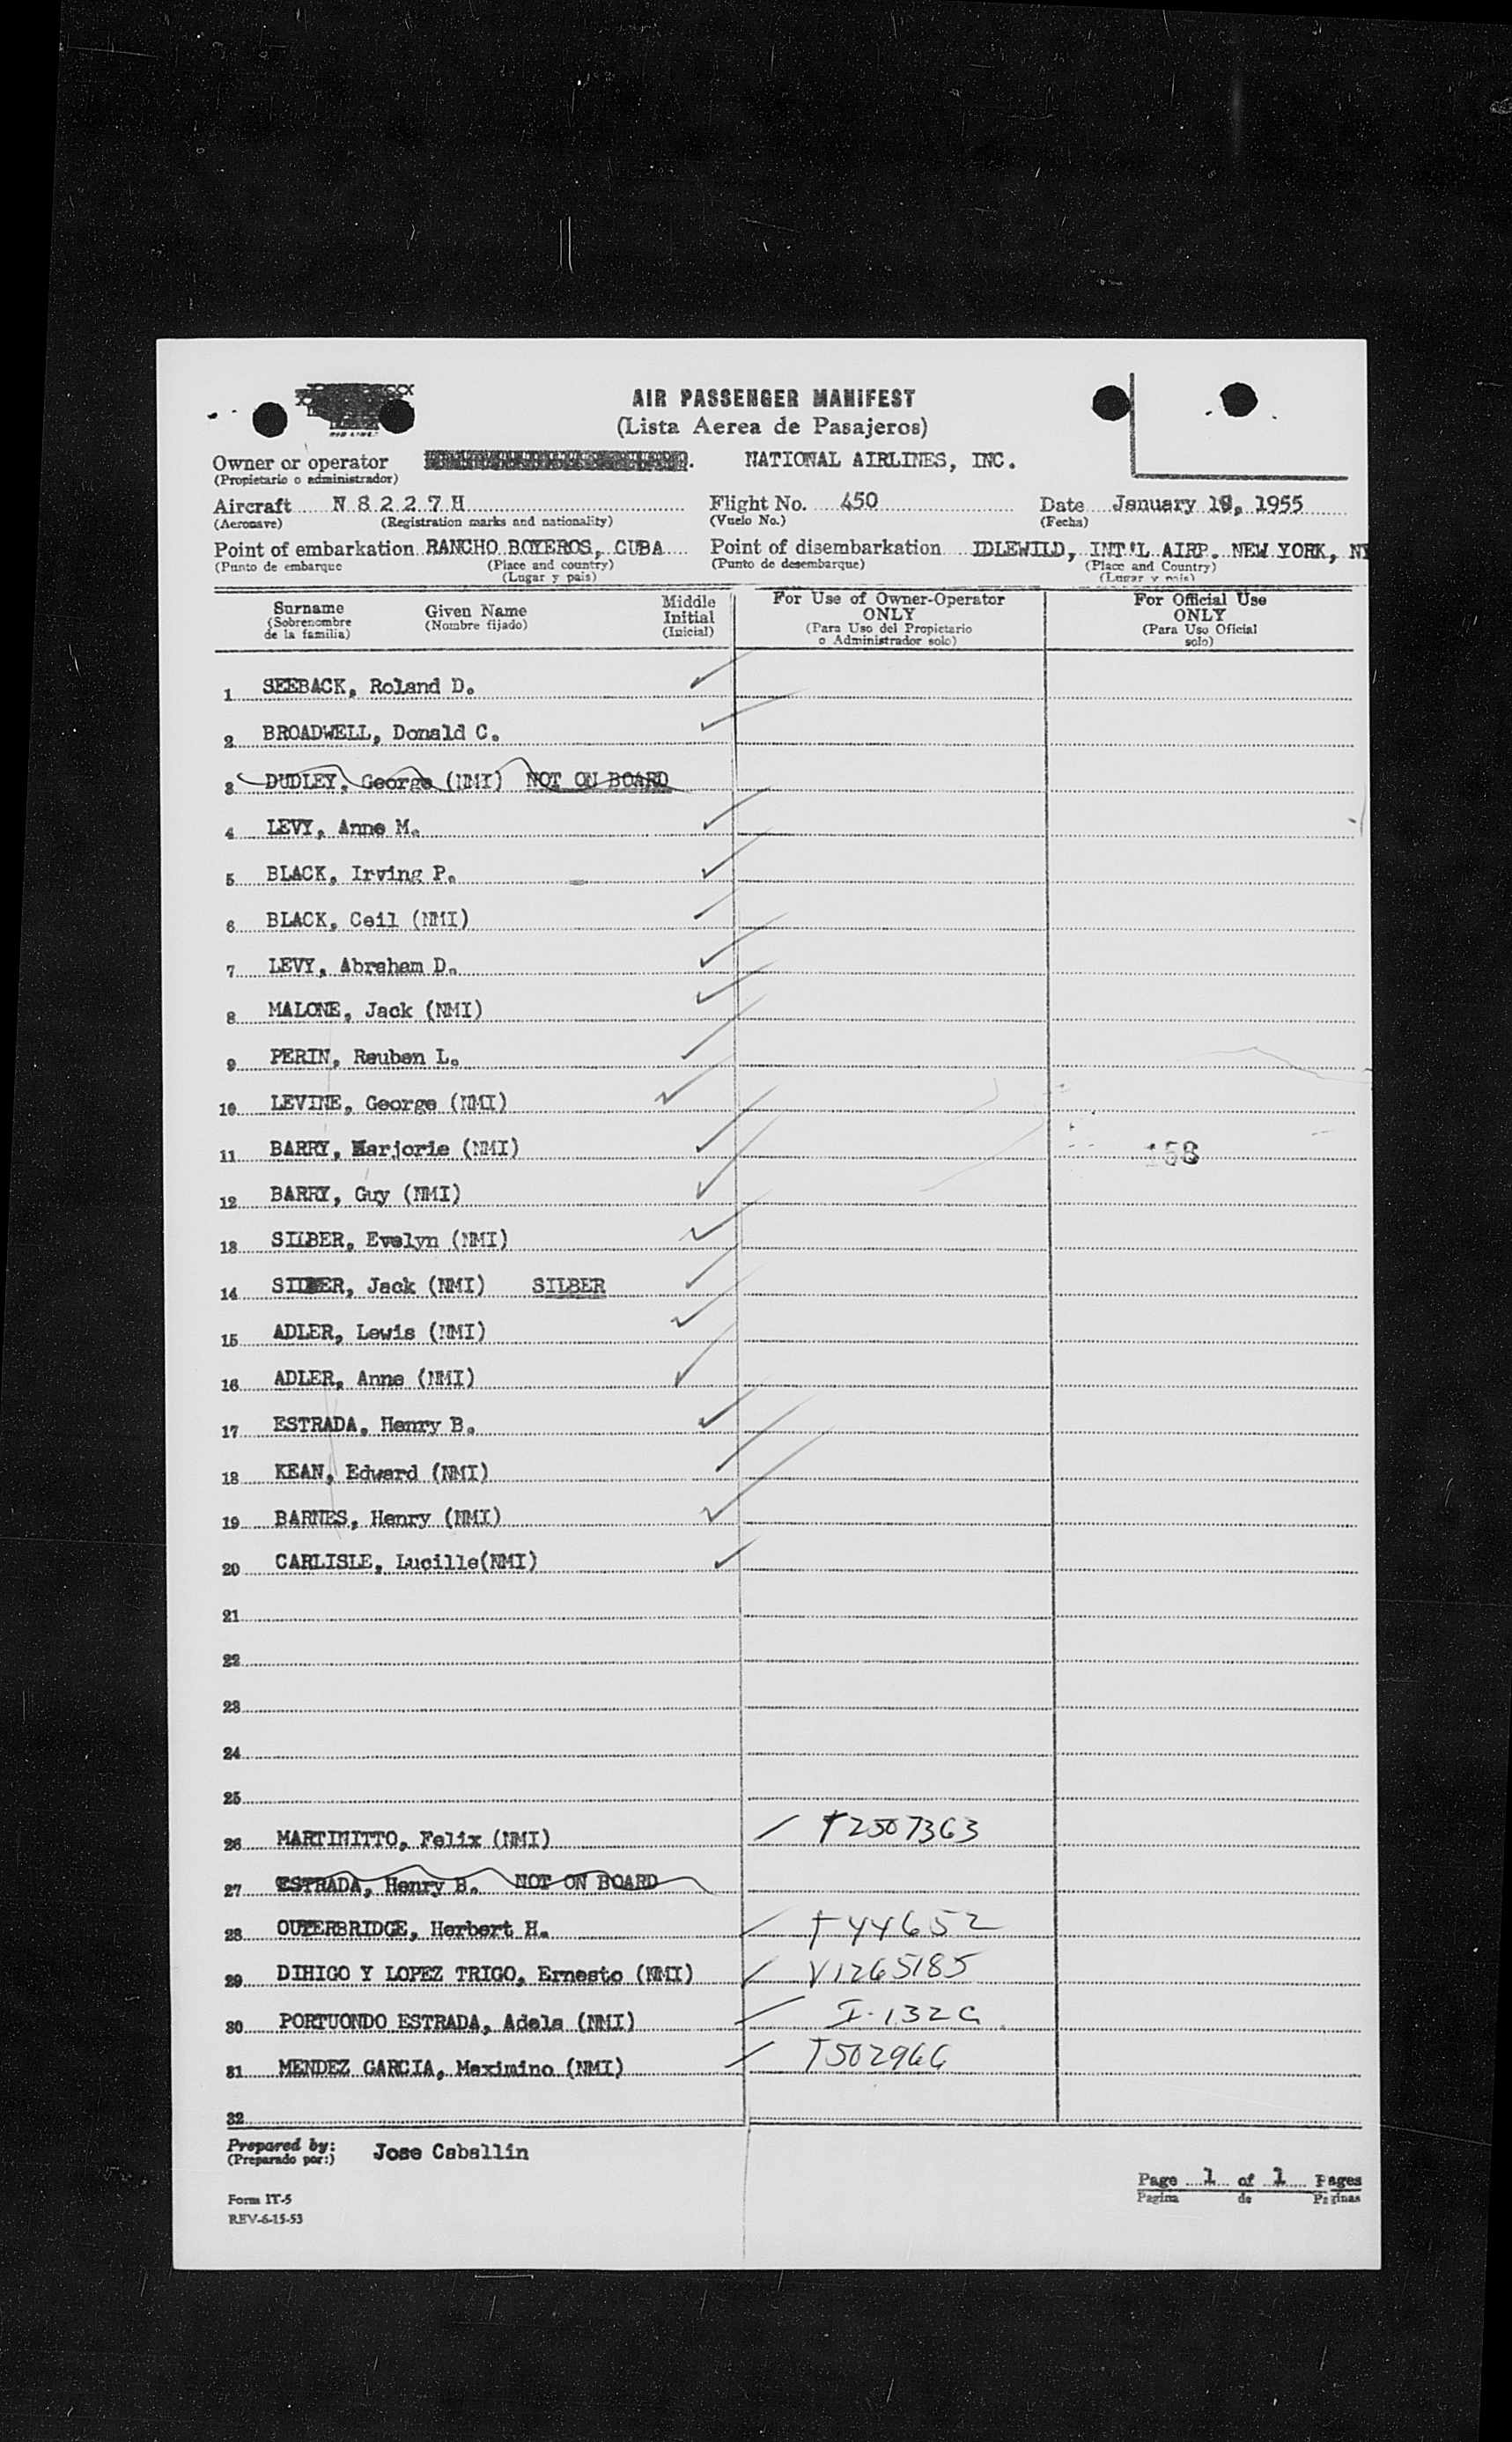 AIR PASSENGER MANIFEST
(Lista Aerea de Pasajeros)
Owner or operator NATIONAL AIRLINES, INC.
(Propietario o administrador)
Aircraft N 8 2 2 7 H Flight No. 450 Date January 19, 1955
(Aeronave) (Registration marks and nationality) (Vuelo No.) (Fecha)
Point of embarkation RANCHO BOYEROS, CUBA Point of disembarkation IDLEWILD, INT'L AIRP. NEW YORK, NY
(Punto de embarque (Place and country) (Punto de desembarque) (Place and Country)
(Lugar y pais) (Lugar y pais)
Surname Given Name Middle Initial For Use of Owner-Operator ONLY For Official Use ONLY
(Sobrenombre de la familia) (Nombre fijado) (Inicial) (Para Uso del Propietario o Administrador solo) (Para Uso Oficial solo)
1 SEEBACK, Roland D.
2 BROADWELL, Donald C.
3 DUDLEY, George (NMI) NOT ON BOARD
4 LEVY, Anne M.
5 BLACK, Irving P.
6 BLACK, Ceil (NMI)
7 LEVY, Abraham D.
8 MALONE, Jack (NMI)
9 PERIN, Reuben L.
10 LEVINE, George (NMI)
11 BARRY, Marjorie (NMI) 158
12 BARRY, Guy (NMI)
13 SILBER, Evelyn (NMI)
14 SILBER, Jack (NMI) SILBER
15 ADLER, Lewis (NMI)
16 ADLER, Anne (NMI)
17 ESTRADA, Henry B.
18 KEAN, Edward (NMI)
19 BARNES, Henry (NMI)
20 CARLISLE, Lucille(NMI)
21
22
23
24
25
26 MARTINITTO, Felix (NMI) T2507363
27 ESTRADA, Henry B. NOT ON BOARD
28 OUTERBRIDGE, Herbert H. T44652
29 DIHIGO Y LOPEZ TRIGO, Ernesto (NMI) V1265185
30 PORTUONDO ESTRADA, Adela (NMI) I-132G
31 MENDEZ GARCIA, Maximino (NMI) T502966
32
Prepared by: Jose Caballin
(Preparado por:)
Page 1 of 1 Pages
Pagina de Paginas
Form IT-5
REV-6-15-53